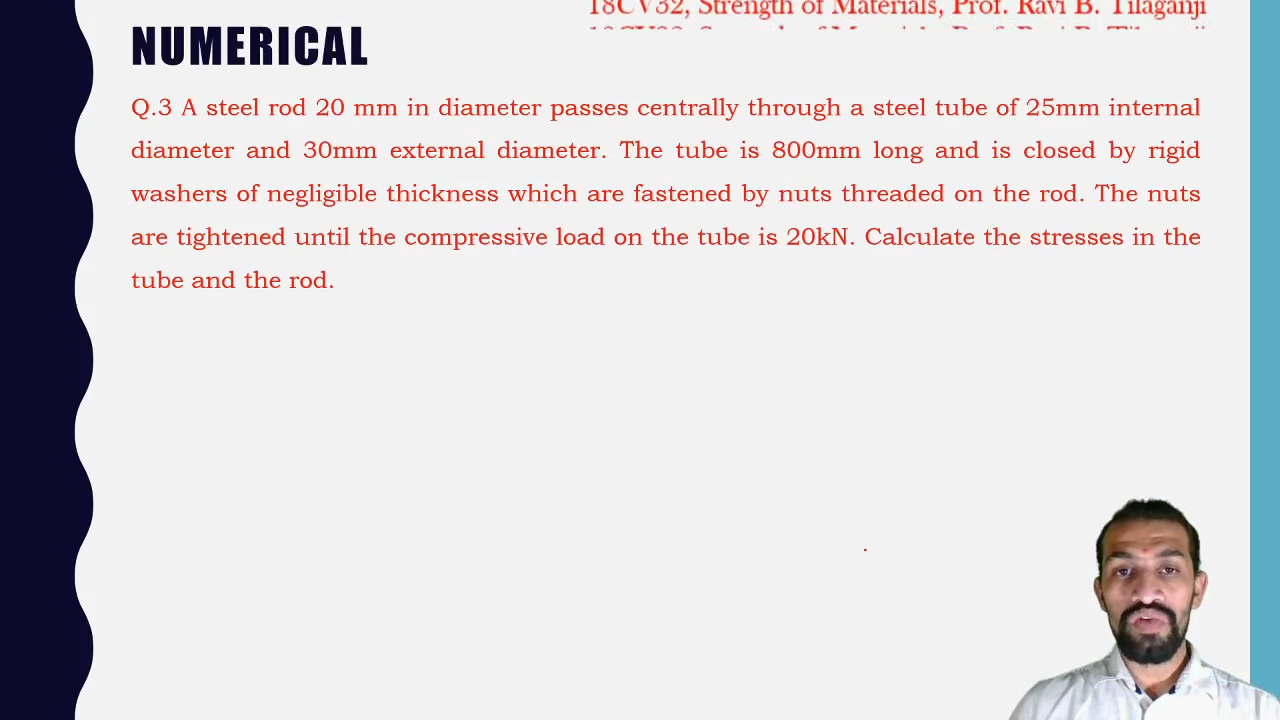 18CV32, Strength of Materials, Prof. Ravi B. Tilaganji
NUMERICAL
Q.3 A steel rod 20 mm in diameter passes centrally through a steel tube of 25mm internal
diameter and 30mm external diameter. The tube is 800mm long and is closed by rigid
washers of negligible thickness which are fastened by nuts threaded on the rod. The nuts
are tightened until the compressive load on the tube is 20kN. Calculate the stresses in the
tube and the rod.